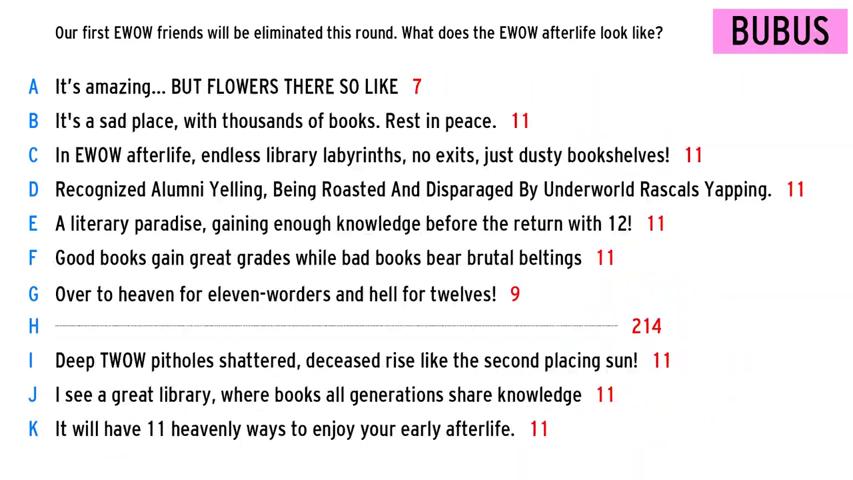 Our first EWOW friends will be eliminated this round. What does the EWOW afterlife look like?
BUBUS
A It's amazing... BUT FLOWERS THERE SO LIKE 7
B It's a sad place, with thousands of books. Rest in peace. 11
C In EWOW afterlife, endless library labyrinths, no exits, just dusty bookshelves! 11
D Recognized Alumni Yelling, Being Roasted And Disparaged By Underworld Rascals Yapping. 11
E A literary paradise, gaining enough knowledge before the return with 12! 11
F Good books gain great grades while bad books bear brutal beltings 11
G Over to heaven for eleven-worders and hell for twelves! 9
H 214
I Deep TWOW pitholes shattered, deceased rise like the second placing sun! 11
J I see a great library, where books all generations share knowledge 11
K It will have 11 heavenly ways to enjoy your early afterlife. 11